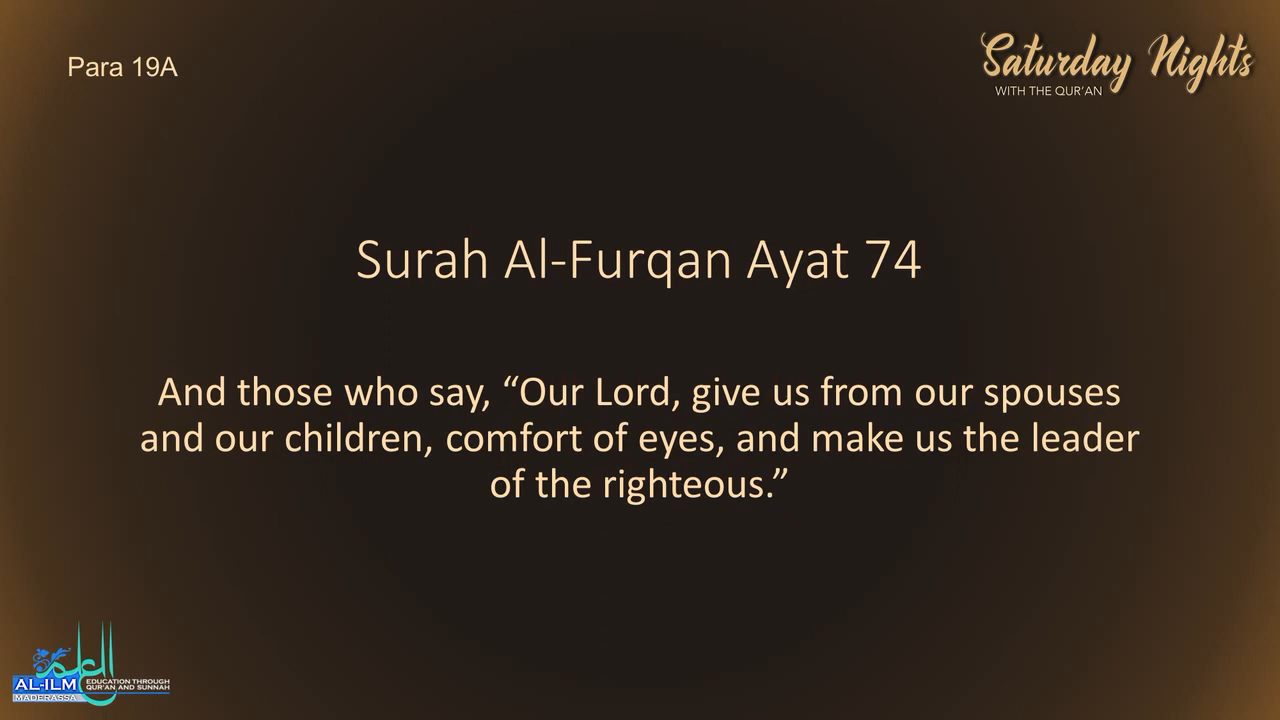 Para 19A
Saturday Nights
WITH THE QUR'AN
Surah Al-Furqan Ayat 74
And those who say, “Our Lord, give us from our spouses
and our children, comfort of eyes, and make us the leader
of the righteous.”
العلم
AL-ILM
MADERASSA
EDUCATION THROUGH
QUR'AN AND SUNNAH